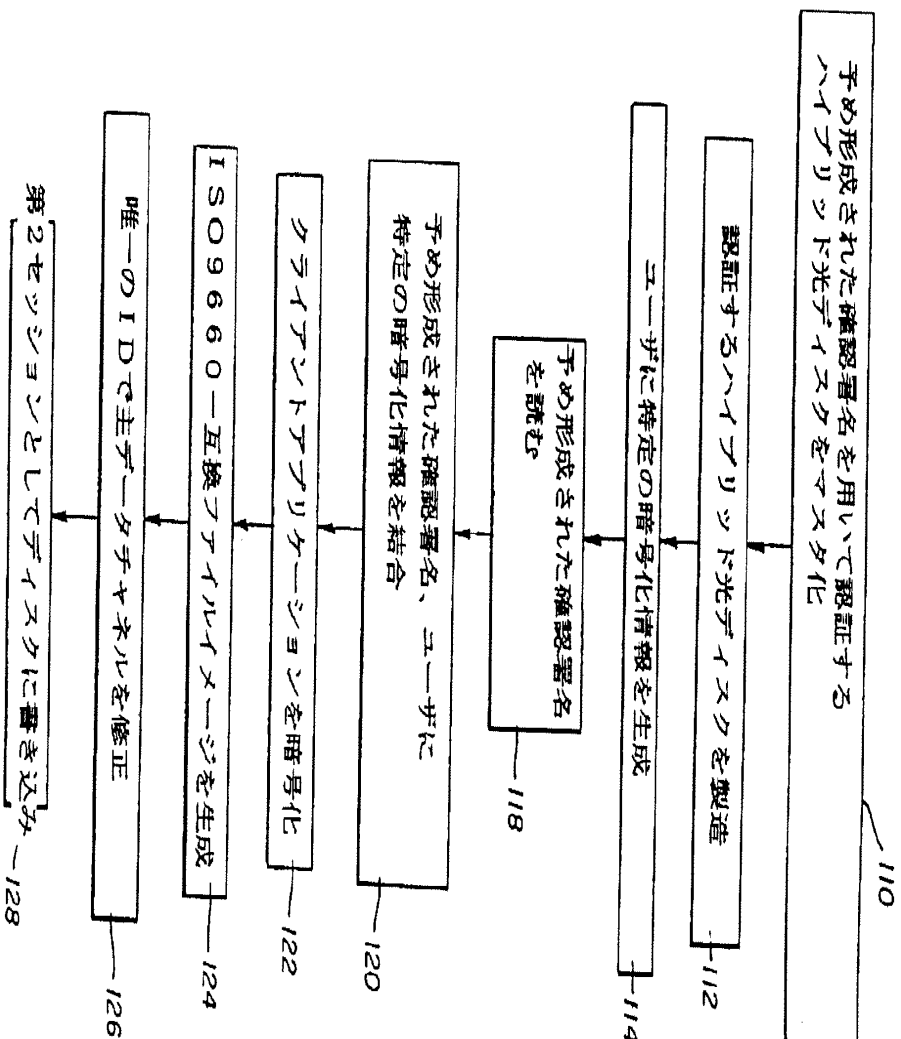 予め形成された確認署名を用いて認証する
ハイブリッド光ディスクをマスタ化
110
認証するハイブリッド光ディスクを製造
112
ユーザに特定の暗号化情報を生成
114
予め形成された確認署名
を読む
118
予め形成された確認署名、ユーザに
特定の暗号化情報を結合
120
クライアントアプリケーションを暗号化
122
ISO9660－互換ファイルイメージを生成
124
唯一のIDで主データチャネルを修正
126
第2セッションとしてディスクに書き込み
128